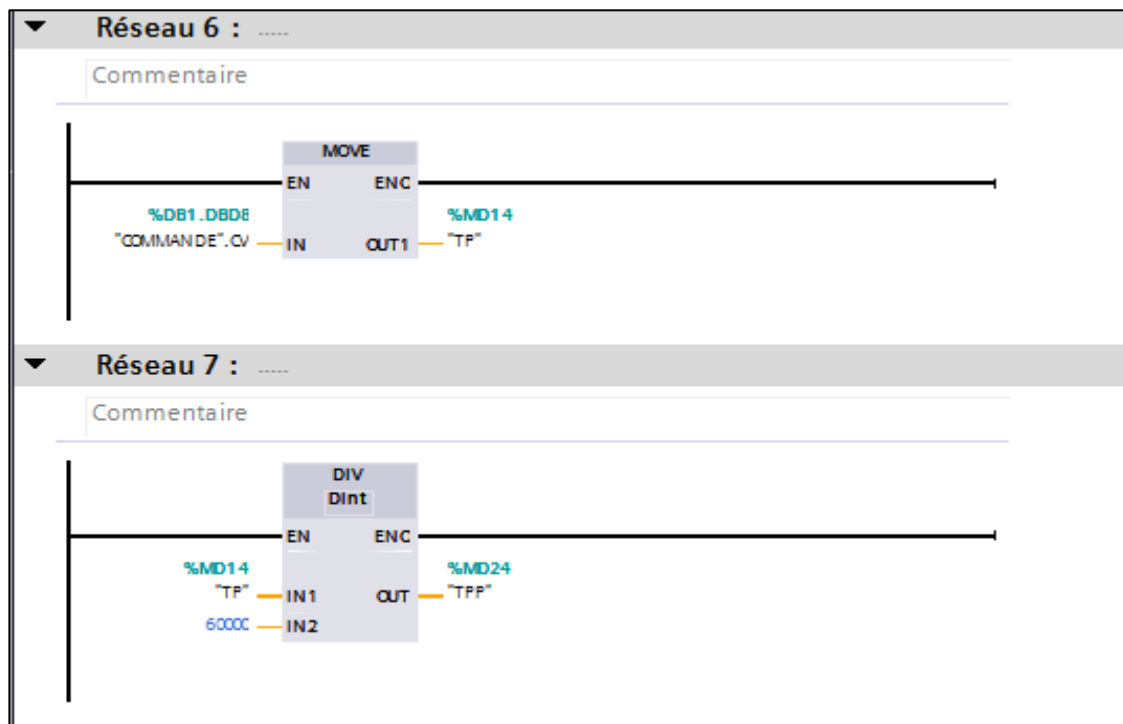 Réseau 6 : .....
Commentaire
MOVE
EN ENO
%DB1.DBD8 %MD14
"COMMANDE".CV IN OUT1 "TP"
Réseau 7 : .....
Commentaire
DIV
DInt
EN ENO
%MD14 %MD24
"TP" IN1 OUT "TPP"
60000 IN2